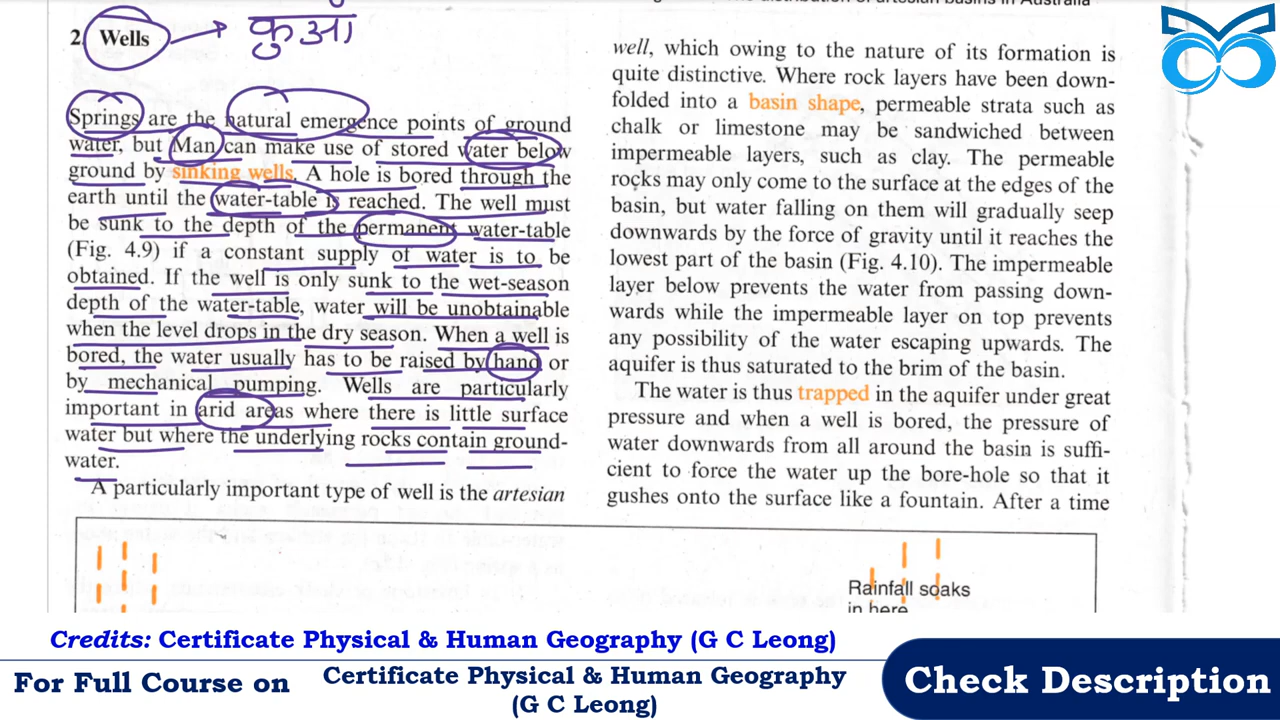 2. Wells → कुआ
Springs are the natural emergence points of ground
water, but Man can make use of stored water below
ground by sinking wells. A hole is bored through the
earth until the water-table is reached. The well must
be sunk to the depth of the permanent water-table
(Fig. 4.9) if a constant supply of water is to be
obtained. If the well is only sunk to the wet-season
depth of the water-table, water will be unobtainable
when the level drops in the dry season. When a well is
bored, the water usually has to be raised by hand or
by mechanical pumping. Wells are particularly
important in arid areas where there is little surface
water but where the underlying rocks contain ground-
water.
A particularly important type of well is the artesian
well, which owing to the nature of its formation is
quite distinctive. Where rock layers have been down-
folded into a basin shape, permeable strata such as
chalk or limestone may be sandwiched between
impermeable layers, such as clay. The permeable
rocks may only come to the surface at the edges of the
basin, but water falling on them will gradually seep
downwards by the force of gravity until it reaches the
lowest part of the basin (Fig. 4.10). The impermeable
layer below prevents the water from passing down-
wards while the impermeable layer on top prevents
any possibility of the water escaping upwards. The
aquifer is thus saturated to the brim of the basin.
The water is thus trapped in the aquifer under great
pressure and when a well is bored, the pressure of
water downwards from all around the basin is suffi-
cient to force the water up the bore-hole so that it
gushes onto the surface like a fountain. After a time
Rainfall soaks
in here
Credits: Certificate Physical & Human Geography (G C Leong)
For Full Course on
Certificate Physical & Human Geography
(G C Leong)
Check Description